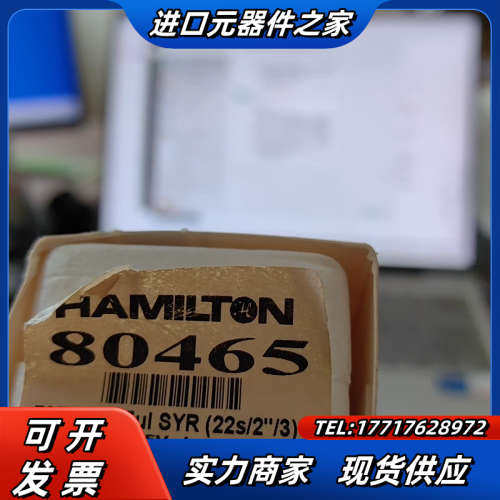 进口元器件之家
HAMILTON
80465
ul SYR (22s/2"/3)
TEL:17717628972
可开
发票
实力商家 现货供应